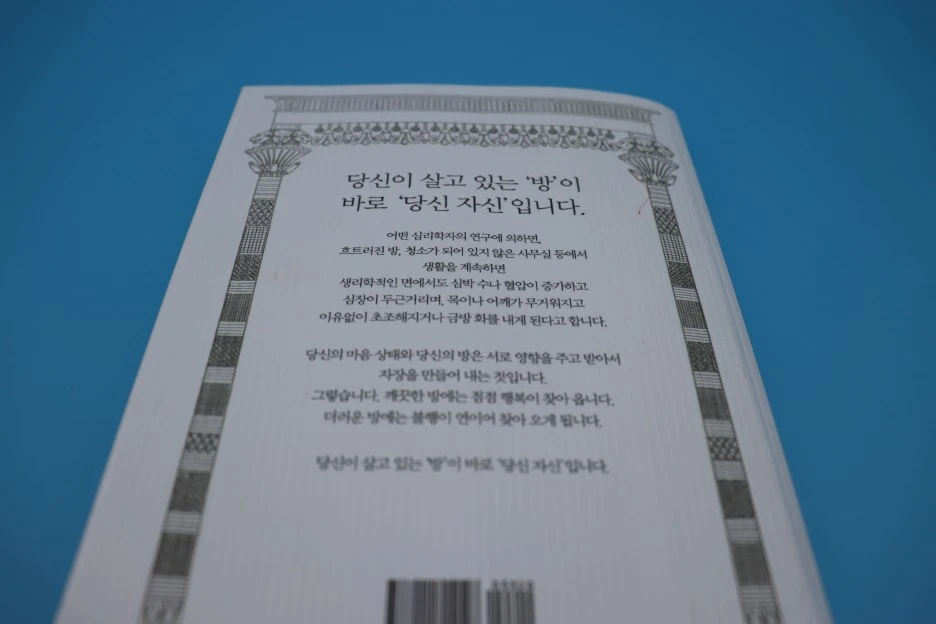 당신이 살고 있는 '방'이
바로 '당신 자신'입니다.
어떤 심리학자의 연구에 의하면,
흐트러진 방, 청소가 되어 있지 않은 사무실 등에서
생활을 계속하면
생리학적인 면에서도 심박 수나 혈압이 증가하고
심장이 두근거리며, 목이나 어깨가 무거워지고
이유없이 초조해지거나 금방 화를 내게 된다고 합니다.
당신의 마음 상태와 당신의 방은 서로 영향을 주고 받아서
자장을 만들어 내는 것입니다.
그렇습니다. 깨끗한 방에는 점점 행복이 찾아 옵니다.
더러운 방에는 불행이 연이어 찾아 오게 됩니다.
당신이 살고 있는 '방'이 바로 '당신 자신'입니다.